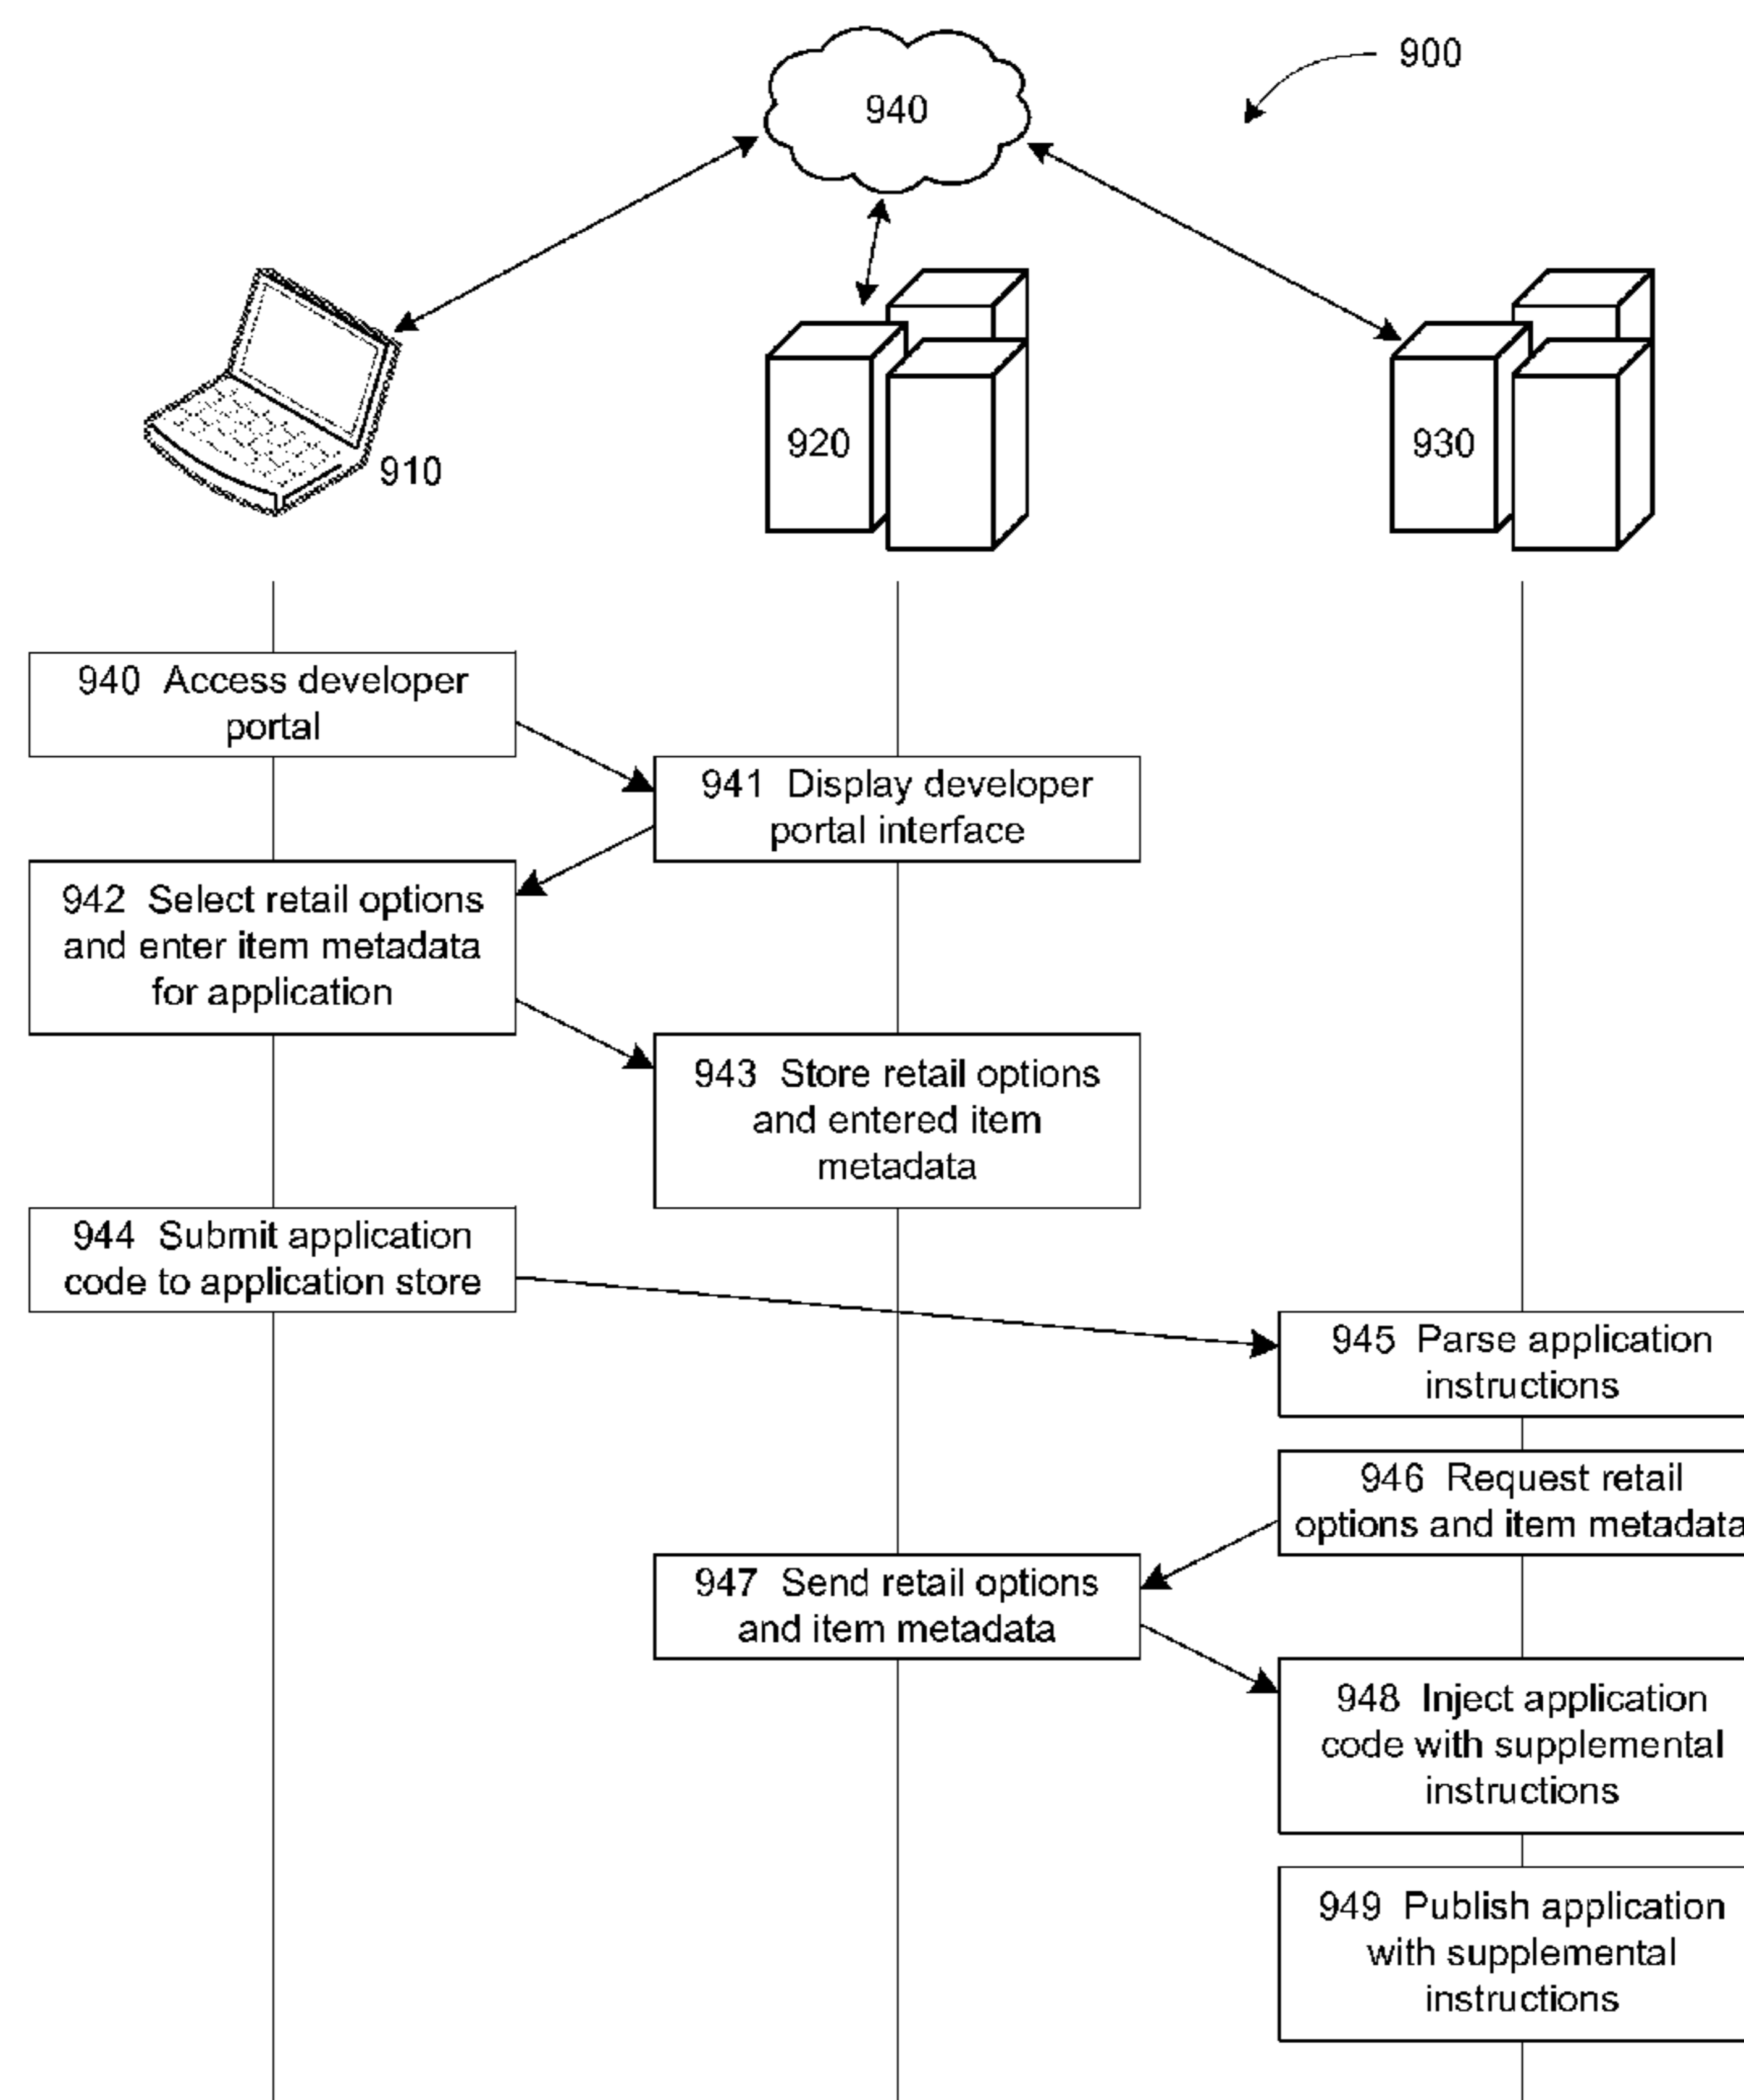 900
940
910
920
930
940 Access developer
portal
941 Display developer
portal interface
942 Select retail options
and enter item metadata
for application
943 Store retail options
and entered item
metadata
944 Submit application
code to application store
945 Parse application
instructions
946 Request retail
options and item metadata
947 Send retail options
and item metadata
948 Inject application
code with supplemental
instructions
949 Publish application
with supplemental
instructions